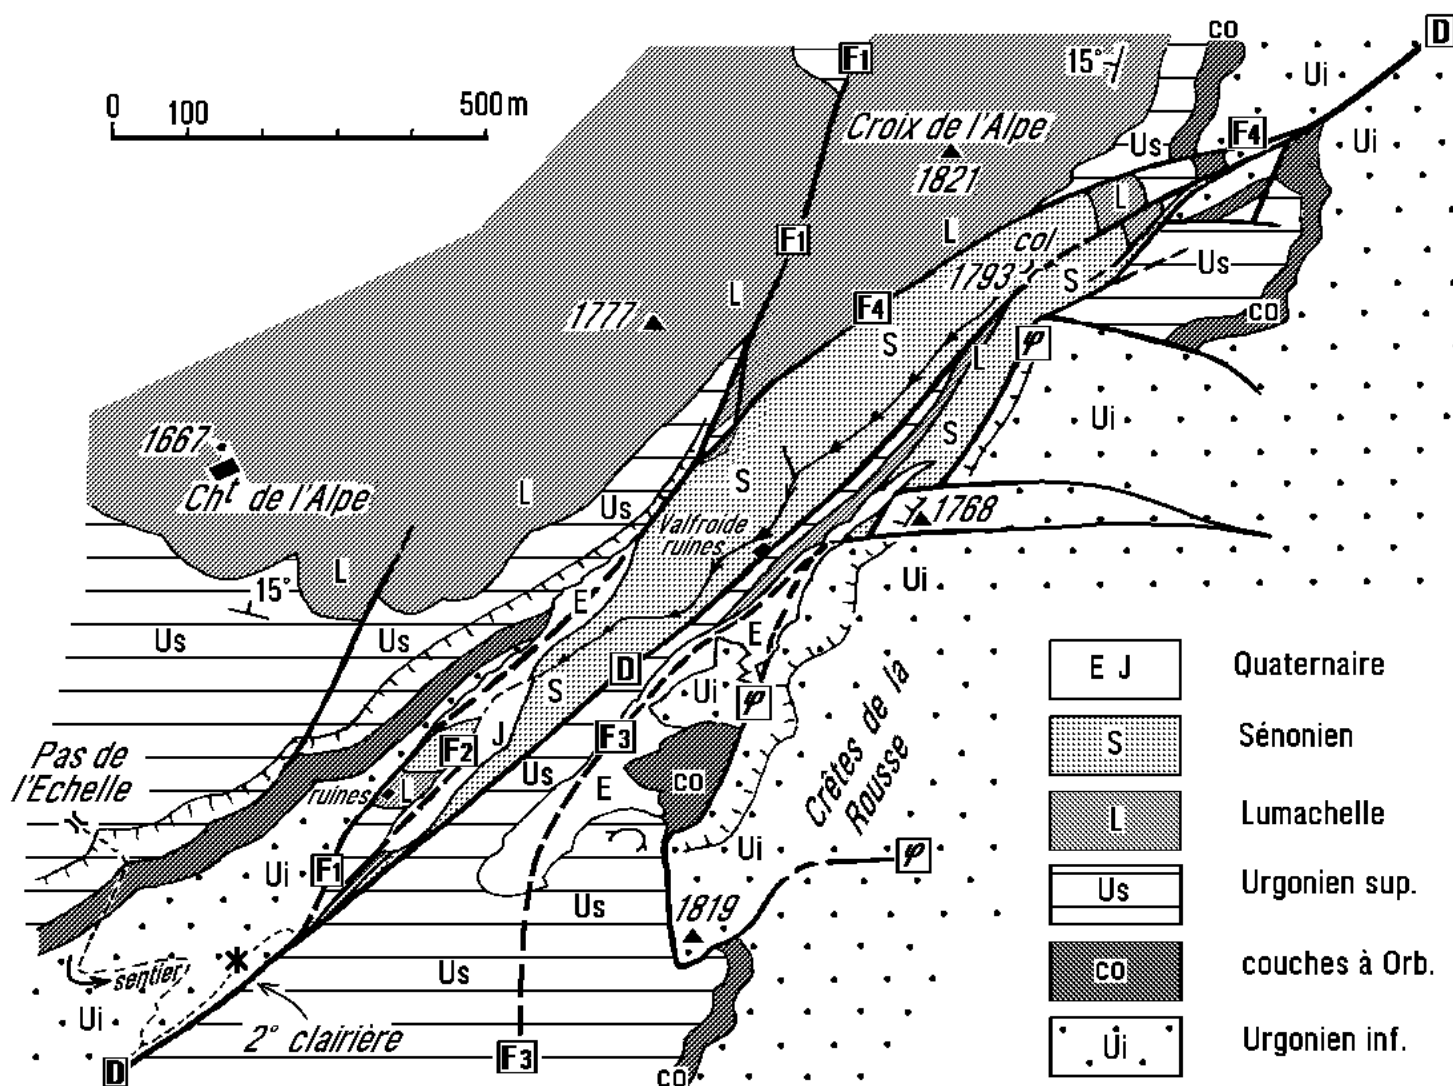 co
D
F1
15°
Ui
0 100 500 m
Croix de l'Alpe
F4
Us
Ui
1821
L
F1
L
col
Us
1793
S
L
1777
F4
co
S
φ
L
1667
S
Ui
Cht de l'Alpe
L
Us
S
1768
Valfroide
ruines
L
Ui
15°
E
Us
Us
E
D
S
Ui
φ
Pas de
l'Echelle
F2
J
F3
Us
co
E
ruines
L
Crêtes de la
Rousse
Ui
F1
Ui
φ
Us
1819
sentier
Us
Ui
2° clairière
F3
D
co
E J Quaternaire
S Sénonien
L Lumachelle
Us Urgonien sup.
co couches à Orb.
Ui Urgonien inf.